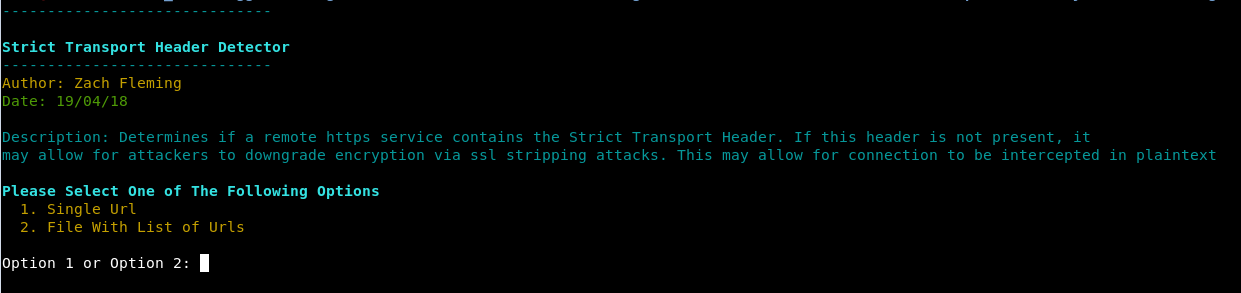 ------------------------------
Strict Transport Header Detector
------------------------------
Author: Zach Fleming
Date: 19/04/18
Description: Determines if a remote https service contains the Strict Transport Header. If this header is not present, it
may allow for attackers to downgrade encryption via ssl stripping attacks. This may allow for connection to be intercepted in plaintext
Please Select One of The Following Options
1. Single Url
2. File With List of Urls
Option 1 or Option 2: